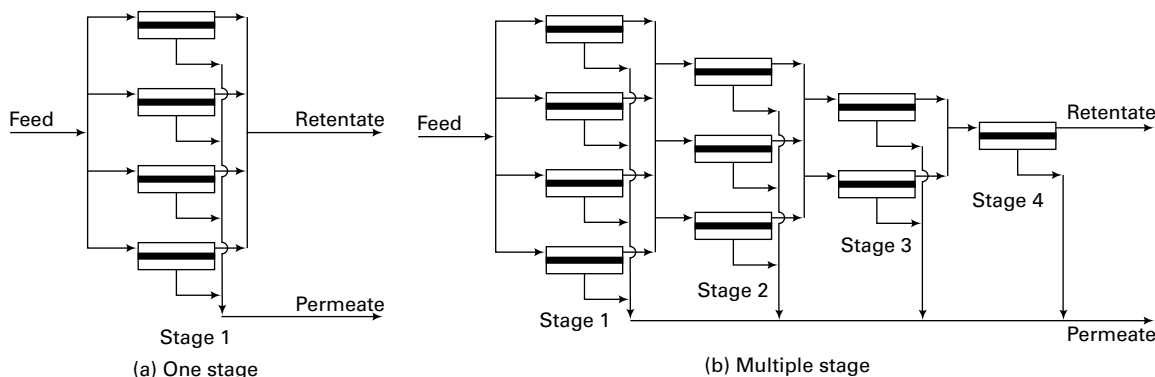 Feed
Retentate
Permeate
Stage 1
(a) One stage
Feed
Retentate
Stage 4
Stage 3
Stage 2
Stage 1
Permeate
(b) Multiple stage